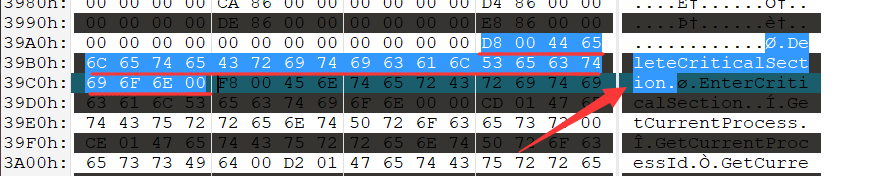 3980h: 00 00 00 00 CA 86 00 00 00 00 00 00 D4 86 00 00 ....Ê†......Ô†..
3990h: 00 00 00 00 DE 86 00 00 00 00 00 00 E8 86 00 00 ....Þ†......è†..
39A0h: 00 00 00 00 00 00 00 00 00 00 00 00 D8 00 44 65 ............Ø.De
39B0h: 6C 65 74 65 43 72 69 74 69 63 61 6C 53 65 63 74 leteCriticalSect
39C0h: 69 6F 6E 00 F8 00 45 6E 74 65 72 43 72 69 74 69 ion.ø.EnterCriti
39D0h: 63 61 6C 53 65 63 74 69 6F 6E 00 00 CD 01 47 65 calSection..Í.Ge
39E0h: 74 43 75 72 72 65 6E 74 50 72 6F 63 65 73 73 00 tCurrentProcess.
39F0h: CE 01 47 65 74 43 75 72 72 65 6E 74 50 72 6F 63 Î.GetCurrentProc
3A00h: 65 73 73 49 64 00 D2 01 47 65 74 43 75 72 72 65 essId.Ò.GetCurre